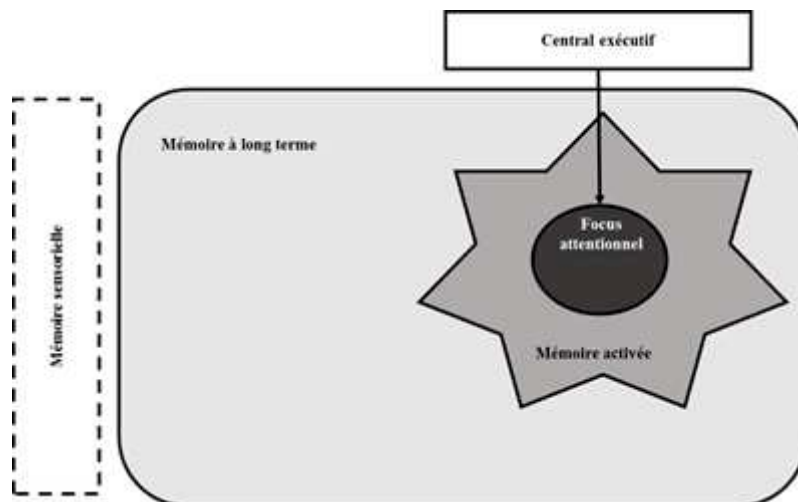 Central exécutif
Mémoire à long terme
Focus
attentionnel
Mémoire activée
Mémoire sensorielle